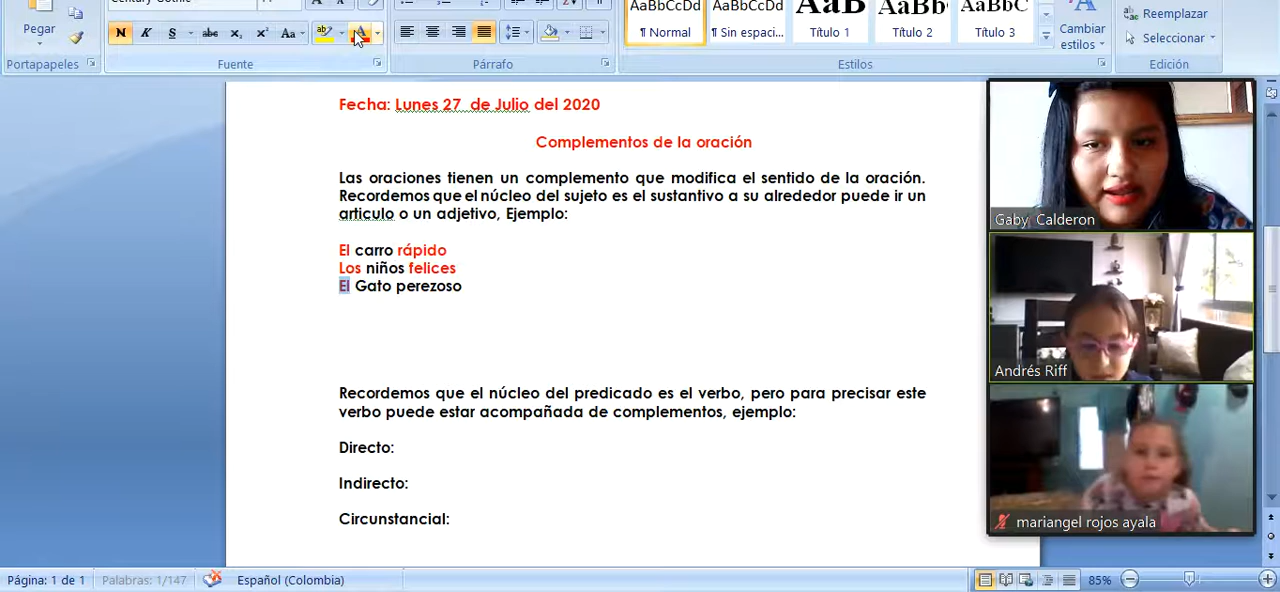 Pegar
N K S abc x₂ x² Aa
AaBbCcDd AaBbCcDd AaB AaBb AaBbC
¶ Normal ¶ Sin espaci... Título 1 Título 2 Título 3
Cambiar
estilos
Reemplazar
Seleccionar
Portapapeles Fuente Párrafo Estilos Edición
Fecha: Lunes 27 de Julio del 2020
Complementos de la oración
Las oraciones tienen un complemento que modifica el sentido de la oración.
Recordemos que el núcleo del sujeto es el sustantivo a su alrededor puede ir un
articulo o un adjetivo, Ejemplo:
El carro rápido
Los niños felices
El Gato perezoso
Recordemos que el núcleo del predicado es el verbo, pero para precisar este
verbo puede estar acompañada de complementos, ejemplo:
Directo:
Indirecto:
Circunstancial:
Gaby Calderon
Andrés Riff
mariangel rojos ayala
Página: 1 de 1 Palabras: 1/147 Español (Colombia) 85%